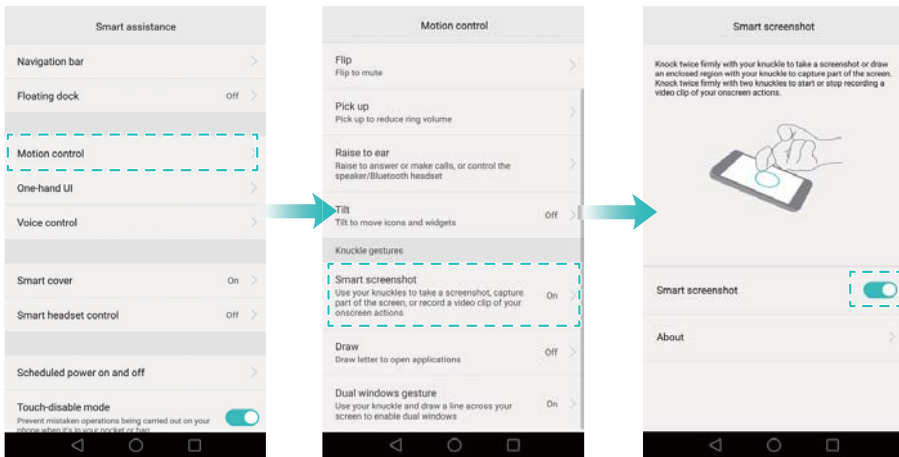 Smart assistance
Navigation bar
Floating dock
Off
Motion control
One-hand UI
Voice control
Smart cover
On
Smart headset control
Off
Scheduled power on and off
Touch-disable mode
Prevent mistaken operations being carried out on your
phone when it's in your pocket or bag
Motion control
Flip
Flip to mute
Pick up
Pick up to reduce ring volume
Raise to ear
Raise to answer or make calls, or control the
speaker/Bluetooth headset
Tilt
Tilt to move icons and widgets
Off
Knuckle gestures
Smart screenshot
Use your knuckles to take a screenshot, capture
part of the screen, or record a video clip of your
onscreen actions
On
Draw
Draw letter to open applications
Off
Dual windows gesture
Use your knuckle and draw a line across your
screen to enable dual windows
On
Smart screenshot
Knock twice firmly with your knuckle to take a screenshot or draw
an enclosed region with your knuckle to capture part of the screen.
Knock twice firmly with two knuckles to start or stop recording a
video clip of your onscreen actions.
Smart screenshot
About